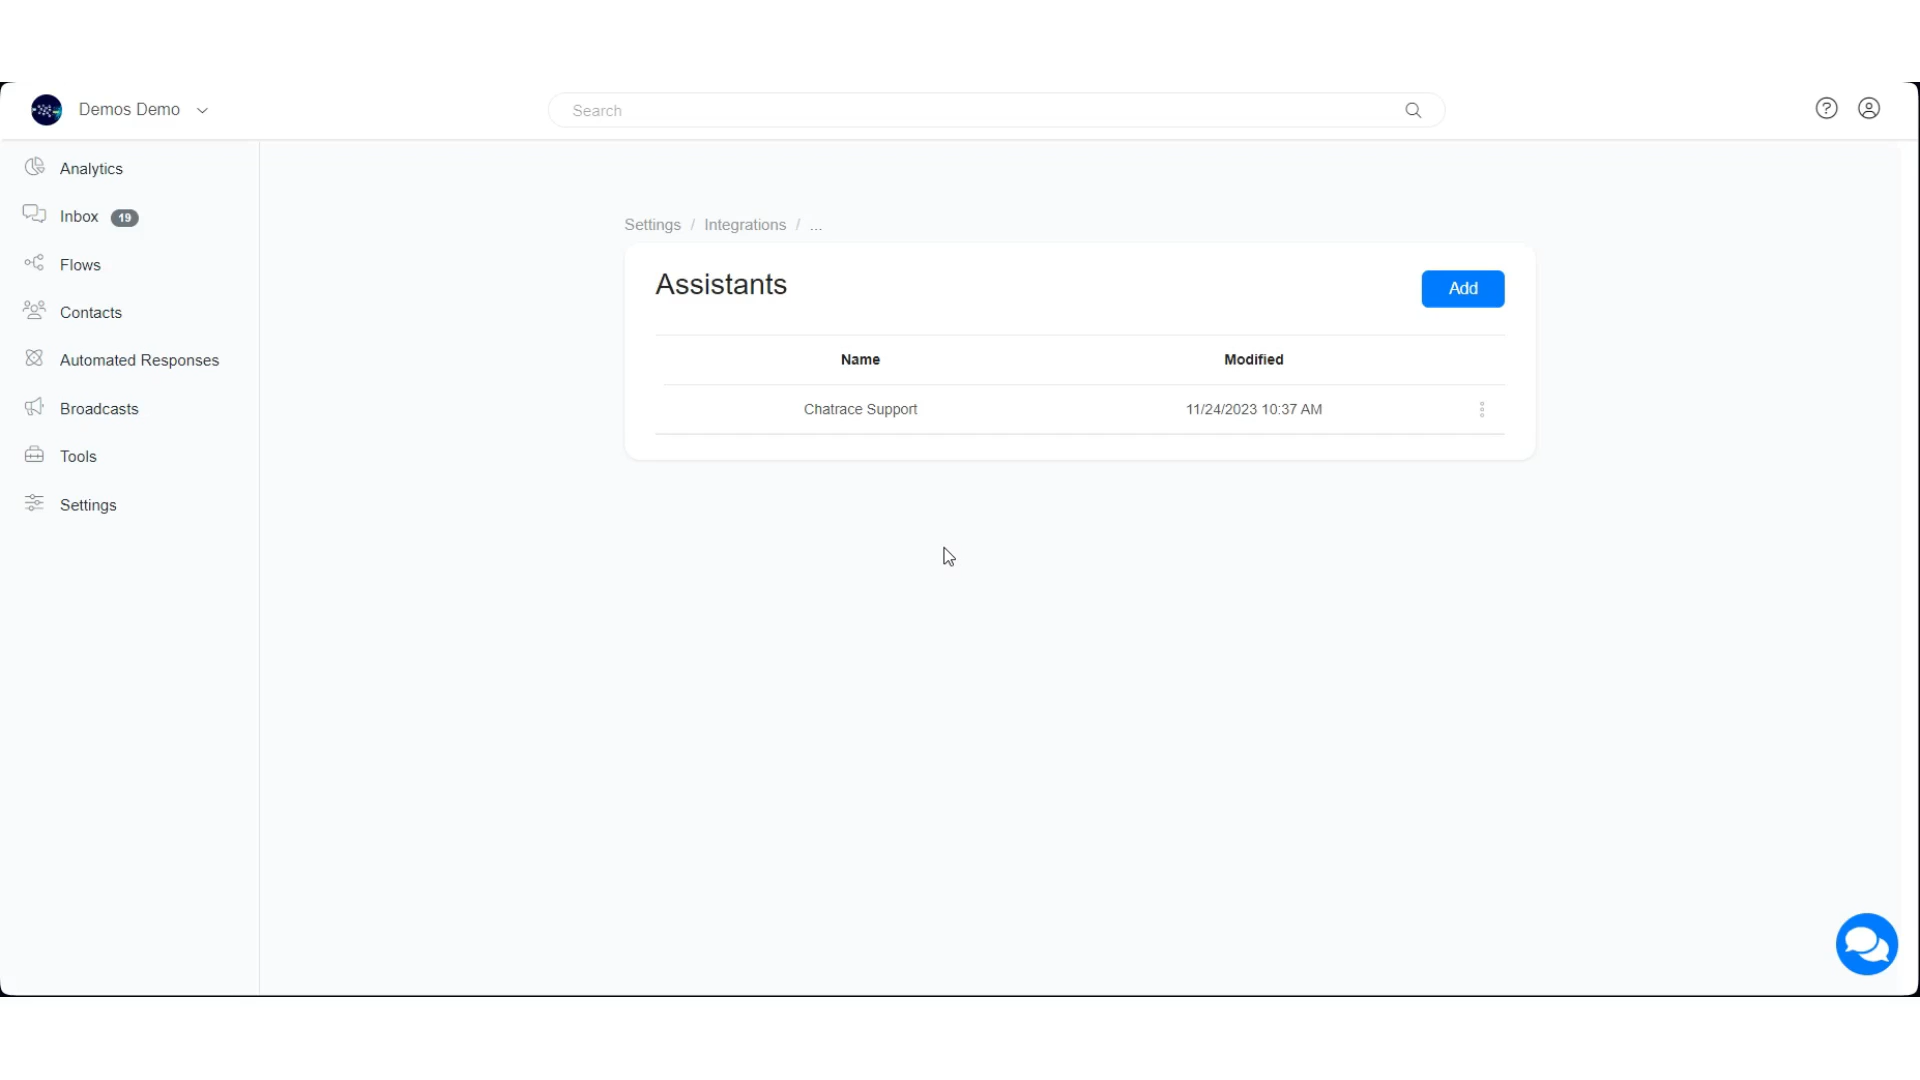 Demos Demo
Search
Analytics
Inbox 19
Flows
Contacts
Automated Responses
Broadcasts
Tools
Settings
Settings / Integrations / ...
Assistants
Add
Name Modified
Chatrace Support 11/24/2023 10:37 AM